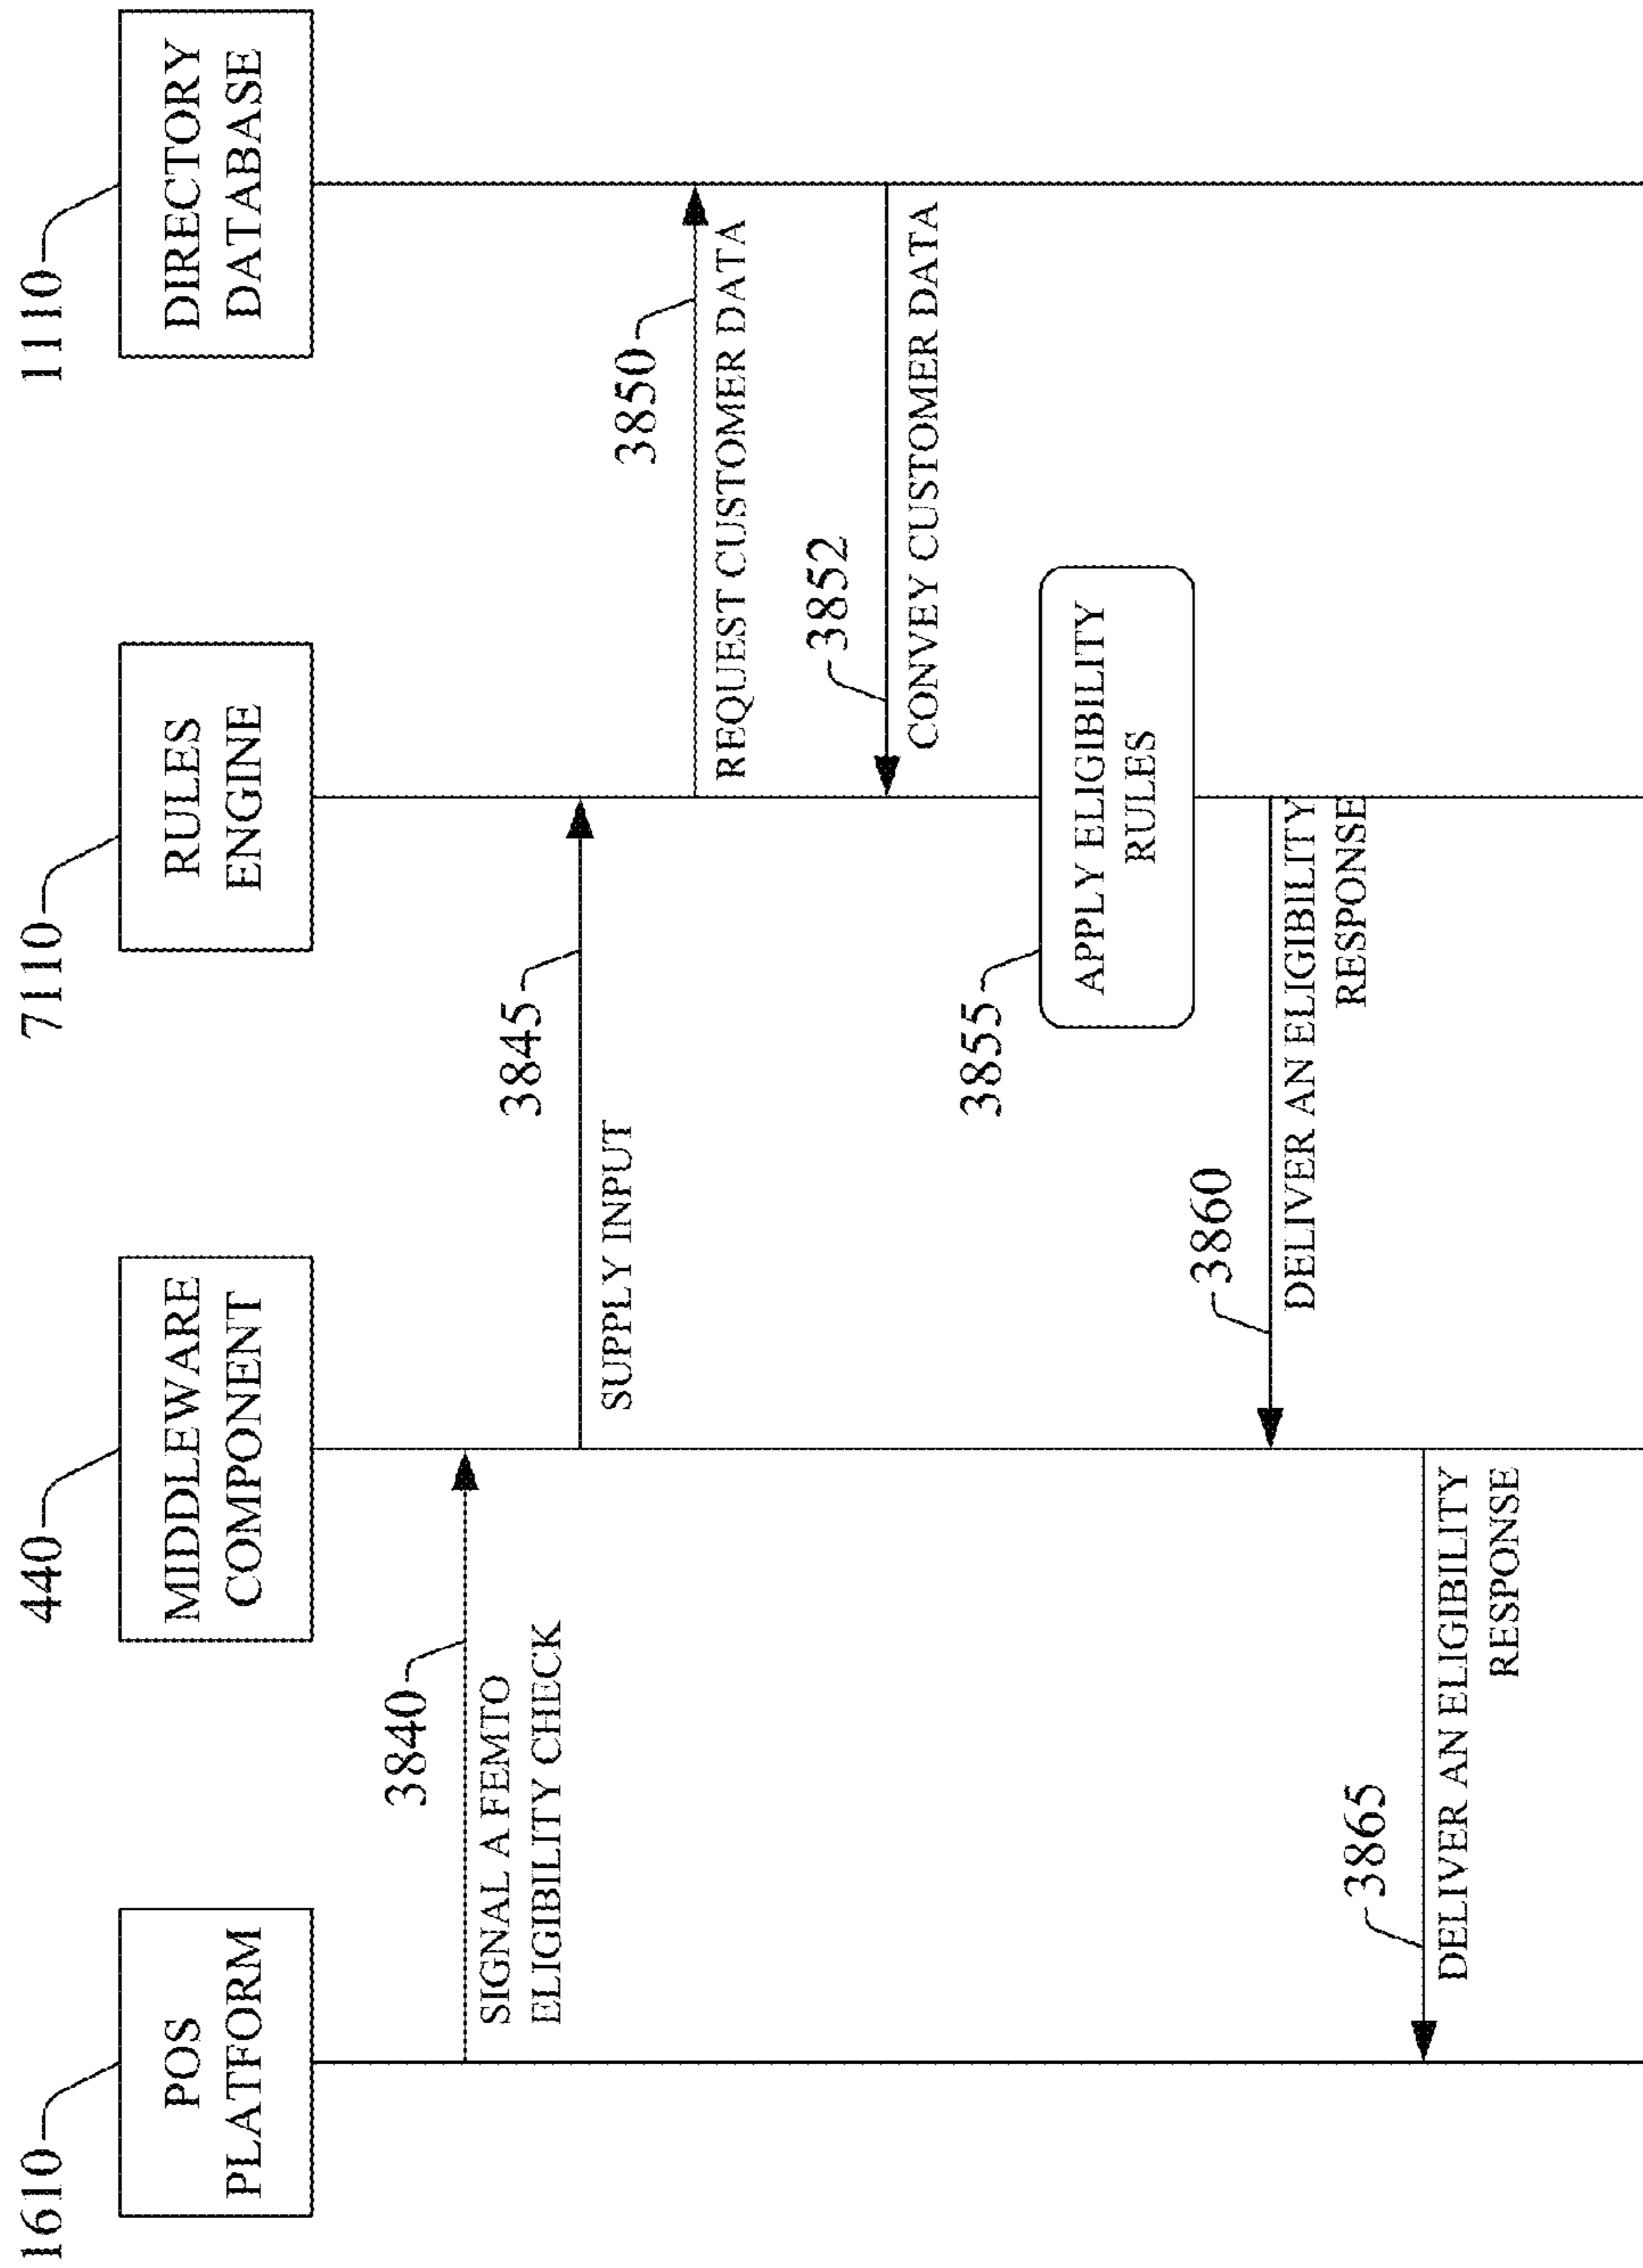 1610
POS
PLATFORM
440
MIDDLEWARE
COMPONENT
7110
RULES
ENGINE
1110
DIRECTORY
DATABASE
3840
SIGNAL A FEMTO
ELIGIBILITY CHECK
3845
SUPPLY INPUT
3850
REQUEST CUSTOMER DATA
3852
CONVEY CUSTOMER DATA
3855
APPLY ELIGIBILITY
RULES
3860
DELIVER AN ELIGIBILITY
RESPONSE
3865
DELIVER AN ELIGIBILITY
RESPONSE